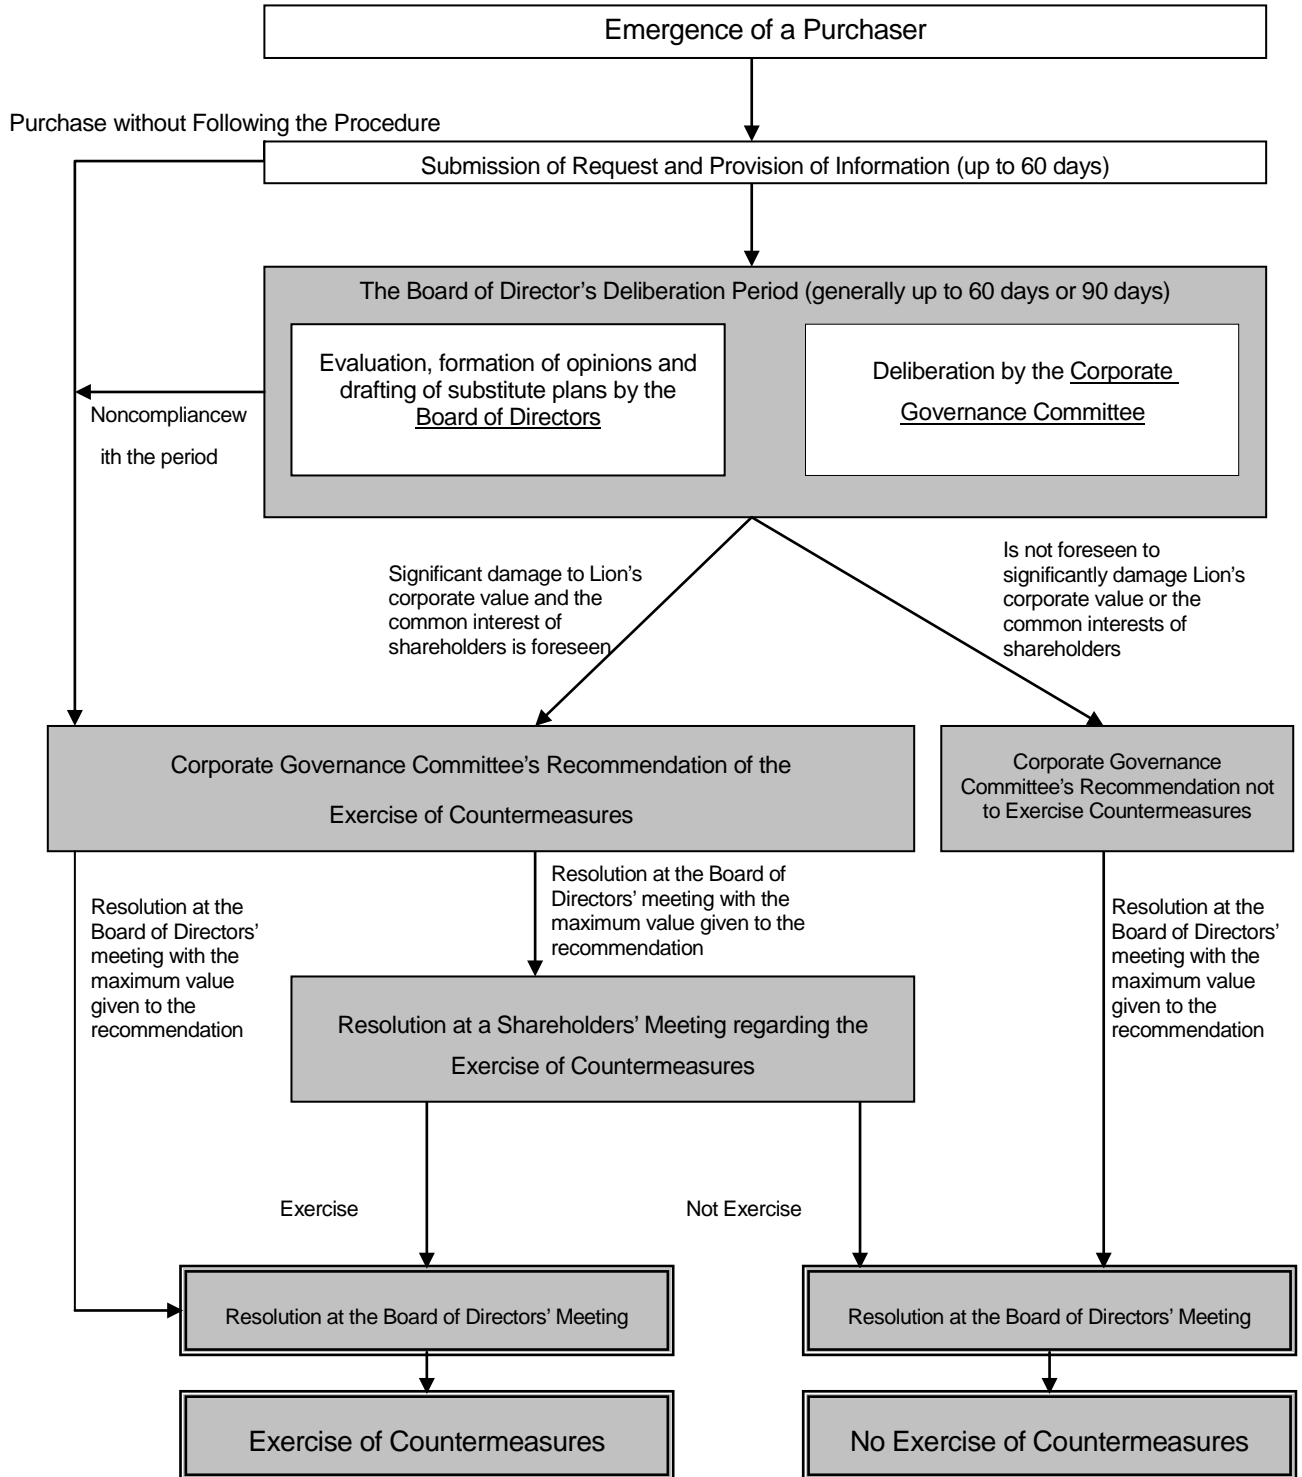 Emergence of a Purchaser
Purchase without Following the Procedure
Submission of Request and Provision of Information (up to 60 days)
The Board of Director’s Deliberation Period (generally up to 60 days or 90 days)
Evaluation, formation of opinions and
drafting of substitute plans by the
Board of Directors
Deliberation by the Corporate
Governance Committee
Noncompliancew
ith the period
Significant damage to Lion’s
corporate value and the
common interest of
shareholders is foreseen
Is not foreseen to
significantly damage Lion’s
corporate value or the
common interests of
shareholders
Corporate Governance Committee’s Recommendation of the
Exercise of Countermeasures
Corporate Governance
Committee’s Recommendation not
to Exercise Countermeasures
Resolution at the
Board of Directors’
meeting with the
maximum value
given to the
recommendation
Resolution at the Board of
Directors’ meeting with the
maximum value given to the
recommendation
Resolution at the
Board of Directors’
meeting with the
maximum value
given to the
recommendation
Resolution at a Shareholders’ Meeting regarding the
Exercise of Countermeasures
Exercise
Not Exercise
Resolution at the Board of Directors’ Meeting
Resolution at the Board of Directors’ Meeting
Exercise of Countermeasures
No Exercise of Countermeasures